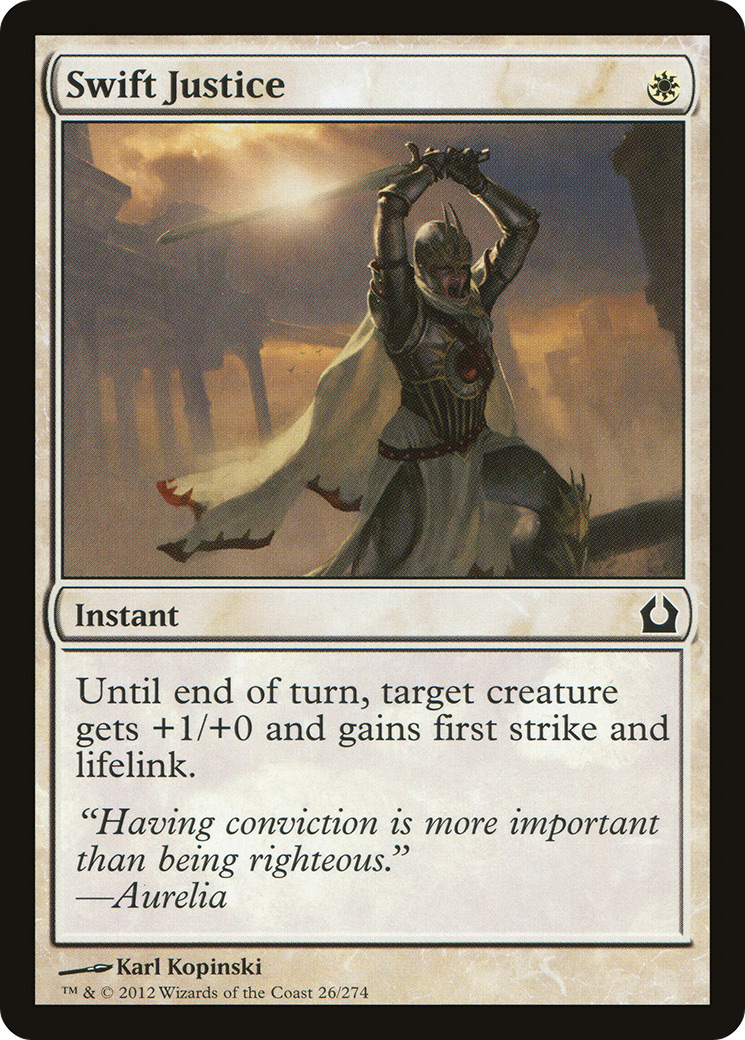 Swift Justice
Instant
Until end of turn, target creature
gets +1/+0 and gains first strike and
lifelink.
“Having conviction is more important
than being righteous.”
—Aurelia
Karl Kopinski
™ & © 2012 Wizards of the Coast 26/274